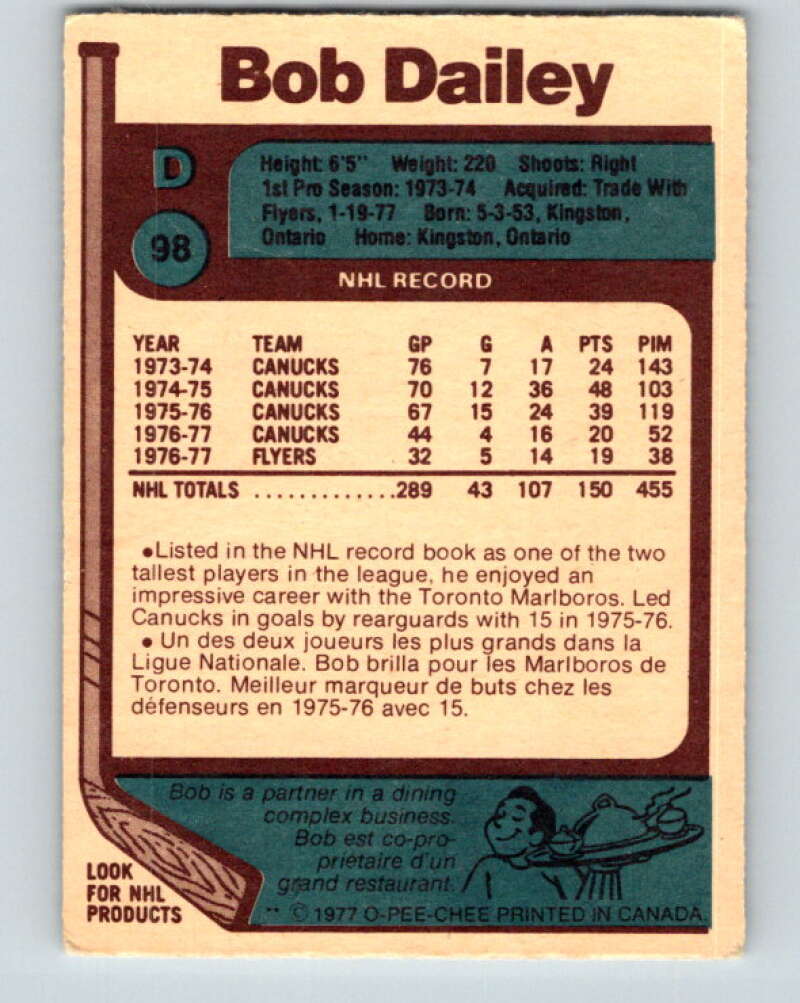 Bob Dailey
D
98
Height: 6'5" Weight: 220 Shoots: Right
1st Pro Season: 1973-74 Acquired: Trade With
Flyers, 1-19-77 Born: 5-3-53, Kingston,
Ontario Home: Kingston, Ontario
NHL RECORD
YEAR TEAM GP G A PTS PIM
1973-74 CANUCKS 76 7 17 24 143
1974-75 CANUCKS 70 12 36 48 103
1975-76 CANUCKS 67 15 24 39 119
1976-77 CANUCKS 44 4 16 20 52
1976-77 FLYERS 32 5 14 19 38
NHL TOTALS .............289 43 107 150 455
•Listed in the NHL record book as one of the two
tallest players in the league, he enjoyed an
impressive career with the Toronto Marlboros. Led
Canucks in goals by rearguards with 15 in 1975-76.
• Un des deux joueurs les plus grands dans la
Ligue Nationale. Bob brilla pour les Marlboros de
Toronto. Meilleur marqueur de buts chez les
défenseurs en 1975-76 avec 15.
Bob is a partner in a dining
complex business.
Bob est co-pro-
priétaire d'un
grand restaurant.
LOOK
FOR NHL
PRODUCTS
** © 1977 O-PEE-CHEE PRINTED IN CANADA.